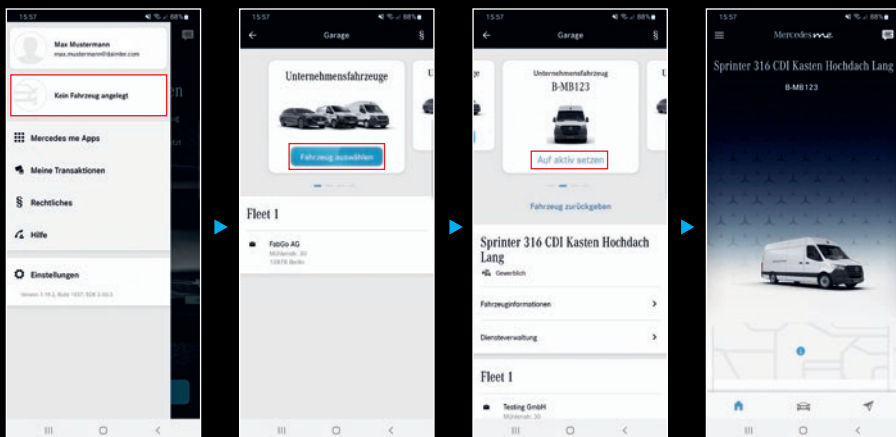 15:57
88%
Max Mustermann
max.mustermann@daimler.com
Kein Fahrzeug angelegt
Mercedes me Apps
Meine Transaktionen
§ Rechtliches
Hilfe
Einstellungen
15:57
88%
Garage
§
Unternehmensfahrzeuge
Fahrzeug auswählen
Fleet 1
FabGo AG
Mühlenstr. 30
15:57
88%
Garage
§
Unternehmensfahrzeug
B-MB123
Auf aktiv setzen
Fahrzeug zurückgeben
Sprinter 316 CDI Kasten Hochdach
Lang
Gewerblich
Fahrzeuginformationen
Diensteverwaltung
Fleet 1
Testing GmbH
Mühlenstr. 30
15:57
88%
Mercedes me
Sprinter 316 CDI Kasten Hochdach Lang
B-MB123